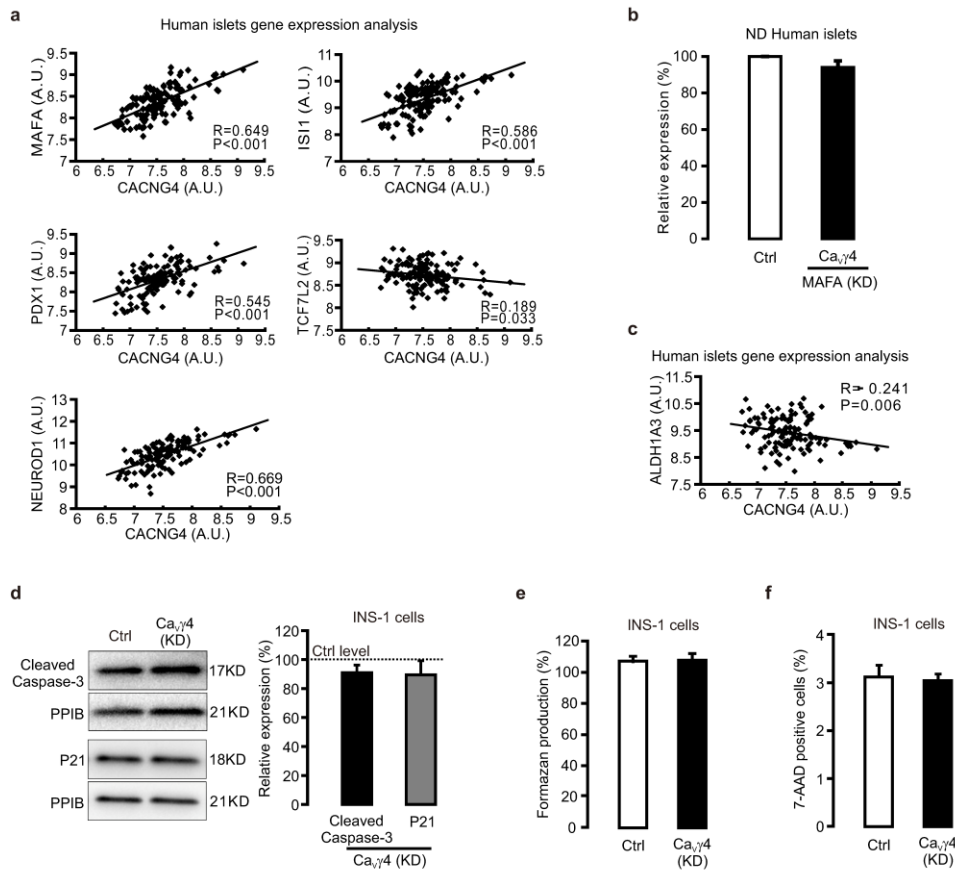 a
Human islets gene expression analysis
MAFA (A.U.)
9.5
9
8.5
8
7.5
7
6 6.5 7 7.5 8 8.5 9 9.5
CACNG4 (A.U.)
R=0.649
P<0.001
ISI1 (A.U.)
11
10
9
8
7
6 6.5 7 7.5 8 8.5 9 9.5
CACNG4 (A.U.)
R=0.586
P<0.001
PDX1 (A.U.)
9.5
9
8.5
8
7.5
7
6 6.5 7 7.5 8 8.5 9 9.5
CACNG4 (A.U.)
R=0.545
P<0.001
TCF7L2 (A.U.)
9.5
9
8.5
8
7.5
6 6.5 7 7.5 8 8.5 9 9.5
CACNG4 (A.U.)
R=0.189
P=0.033
NEUROD1 (A.U.)
13
12
11
10
9
8
6 6.5 7 7.5 8 8.5 9 9.5
CACNG4 (A.U.)
R=0.669
P<0.001
b
ND Human islets
Relative expression (%)
100
80
60
40
20
0
Ctrl
Caᵥγ4
MAFA (KD)
c
Human islets gene expression analysis
ALDH1A3 (A.U.)
11.5
10.5
9.5
8.5
7.5
6 6.5 7 7.5 8 8.5 9 9.5
CACNG4 (A.U.)
R=- 0.241
P=0.006
d
Ctrl
Caᵥγ4
(KD)
Cleaved
Caspase-3
17KD
PPIB
21KD
P21
18KD
PPIB
21KD
INS-1 cells
Relative expression (%)
120
100
80
60
40
20
0
Ctrl level
Cleaved
Caspase-3
P21
Caᵥγ4 (KD)
e
INS-1 cells
Formazan production (%)
120
100
80
60
40
20
0
Ctrl
Caᵥγ4
(KD)
f
INS-1 cells
7-AAD positive cells (%)
4
3
2
1
0
Ctrl
Caᵥγ4
(KD)